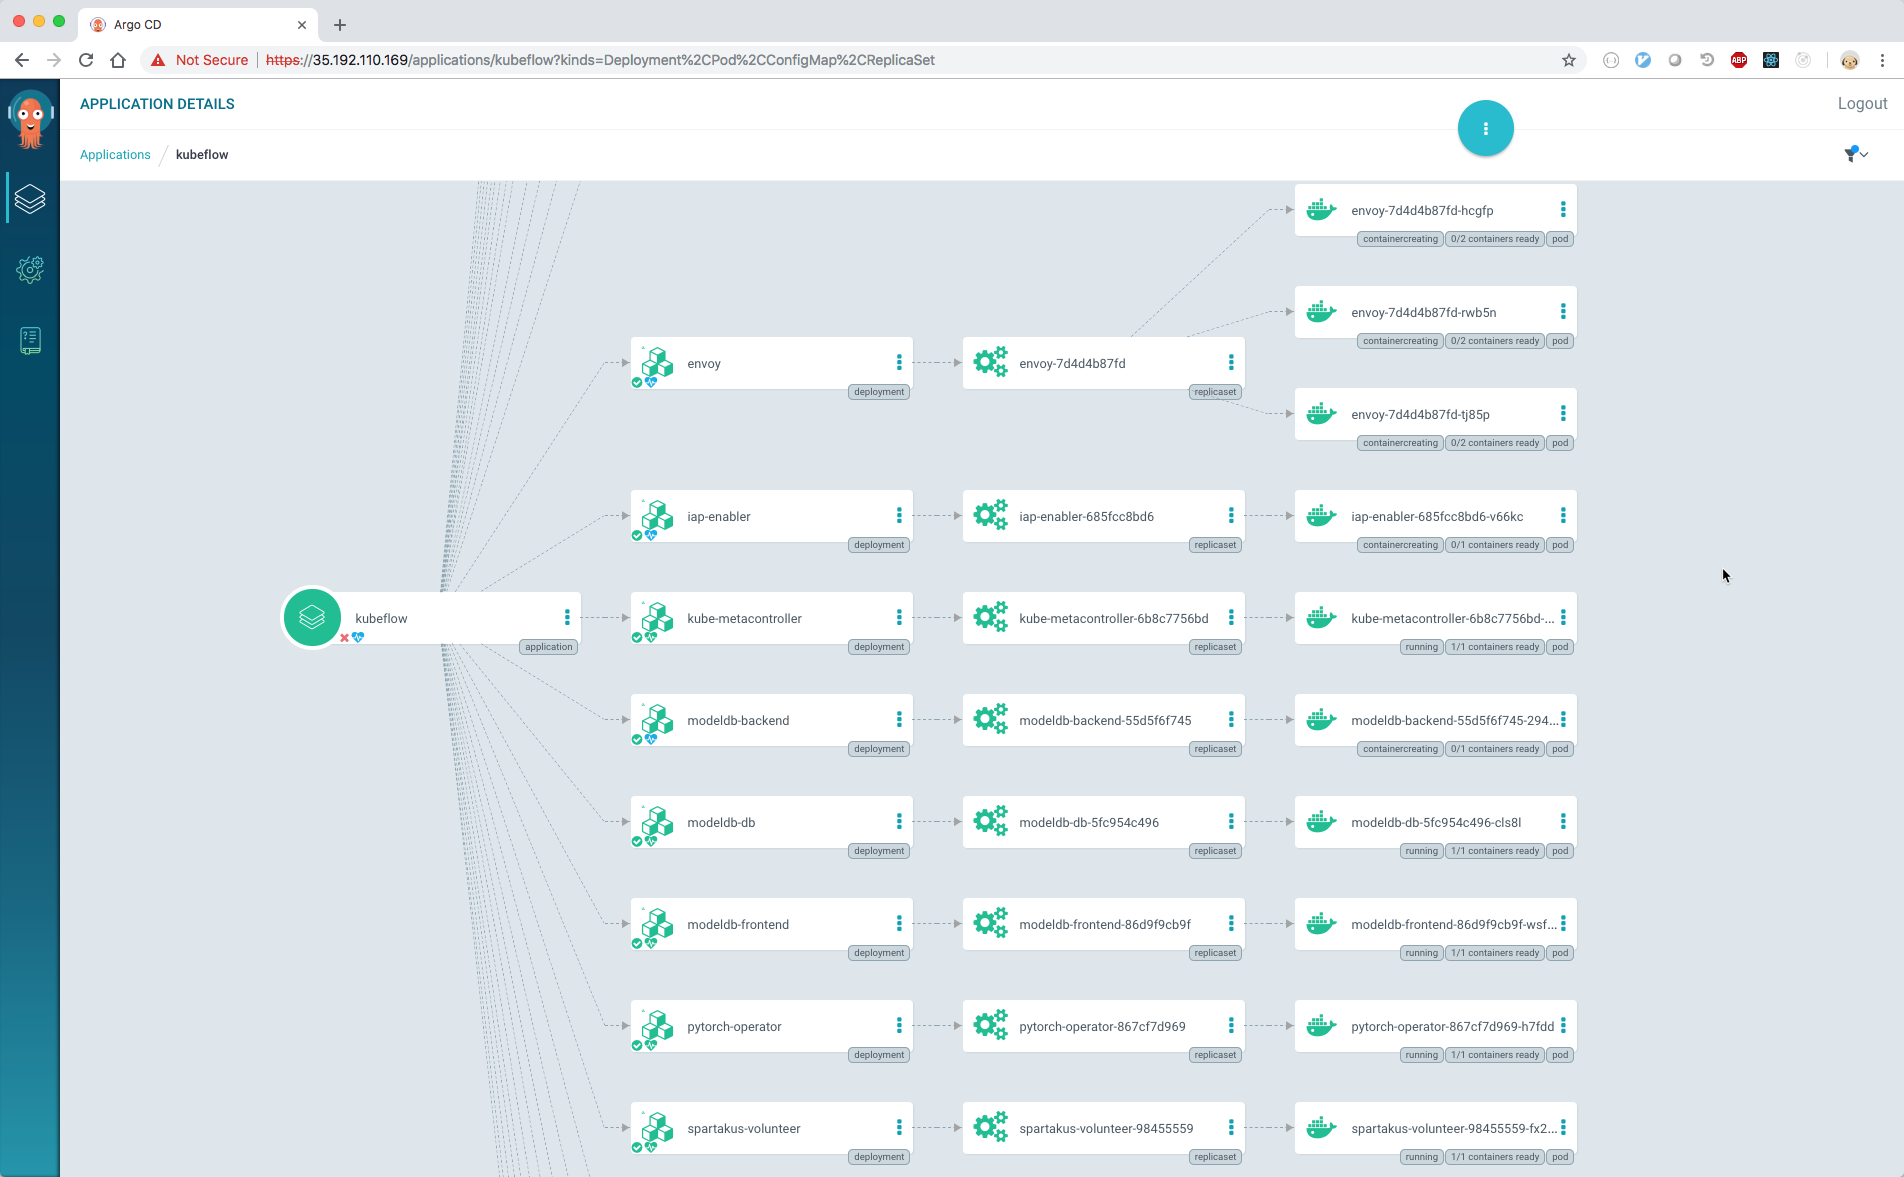 Argo CD
Not Secure
https://35.192.110.169/applications/kubeflow?kinds=Deployment%2CPod%2CConfigMap%2CReplicaSet
ABP
APPLICATION DETAILS
Logout
Applications / kubeflow
envoy-7d4d4b87fd-hcgfp
containercreating 0/2 containers ready pod
envoy-7d4d4b87fd-rwb5n
containercreating 0/2 containers ready pod
envoy
deployment
envoy-7d4d4b87fd
replicaset
envoy-7d4d4b87fd-tj85p
containercreating 0/2 containers ready pod
iap-enabler
deployment
iap-enabler-685fcc8bd6
replicaset
iap-enabler-685fcc8bd6-v66kc
containercreating 0/1 containers ready pod
kubeflow
application
kube-metacontroller
deployment
kube-metacontroller-6b8c7756bd
replicaset
kube-metacontroller-6b8c7756bd-...
running 1/1 containers ready pod
modeldb-backend
deployment
modeldb-backend-55d5f6f745
replicaset
modeldb-backend-55d5f6f745-294...
containercreating 0/1 containers ready pod
modeldb-db
deployment
modeldb-db-5fc954c496
replicaset
modeldb-db-5fc954c496-cls8l
running 1/1 containers ready pod
modeldb-frontend
deployment
modeldb-frontend-86d9f9cb9f
replicaset
modeldb-frontend-86d9f9cb9f-wsf...
running 1/1 containers ready pod
pytorch-operator
deployment
pytorch-operator-867cf7d969
replicaset
pytorch-operator-867cf7d969-h7fdd
running 1/1 containers ready pod
spartakus-volunteer
deployment
spartakus-volunteer-98455559
replicaset
spartakus-volunteer-98455559-fx2...
running 1/1 containers ready pod